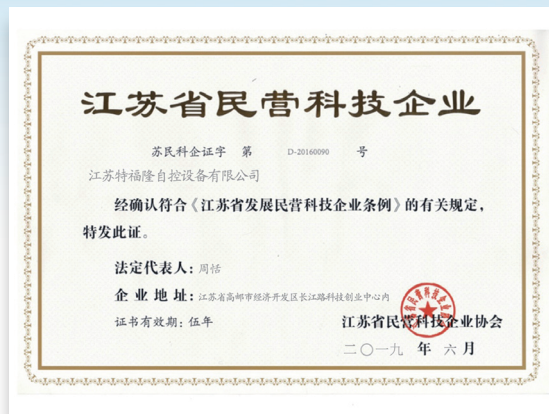 江苏省民营科技企业
苏民科企证字 第 D-20160090 号
江苏特福隆自控设备有限公司
经确认符合《江苏省发展民营科技企业条例》的有关规定，
特发此证。
法定代表人：周恬
企业地址：江苏省高邮市经济开发区长江路科技创业中心内
证书有效期：伍年
江苏省民营科技企业协会
二〇一九 年 六 月